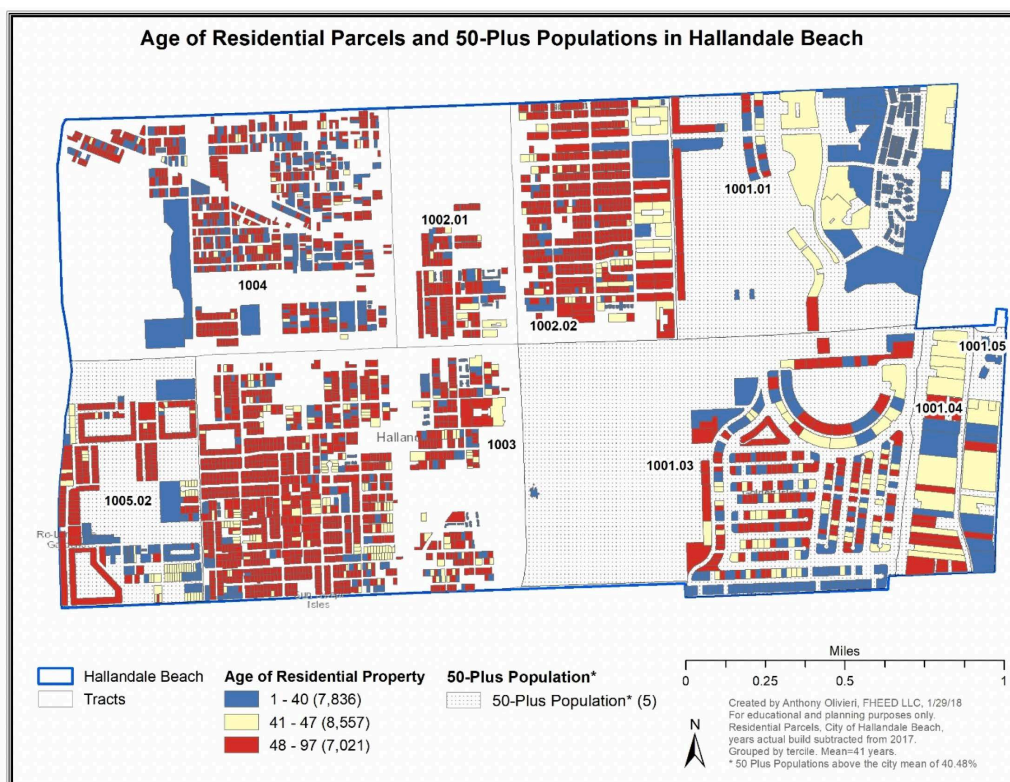 Age of Residential Parcels and 50-Plus Populations in Hallandale Beach
1001.01
1002.01
1004
1002.02
1001.05
1001.04
Halland
1003
1001.03
1005.02
Isles
Hallandale Beach
Tracts
Age of Residential Property
1 - 40 (7,836)
41 - 47 (8,557)
48 - 97 (7,021)
50-Plus Population*
50-Plus Population* (5)
Miles
0 0.25 0.5 1
N
Created by Anthony Olivieri, FHEED LLC, 1/29/18
For educational and planning purposes only.
Residential Parcels, City of Hallandale Beach,
years actual build subtracted from 2017.
Grouped by tercile. Mean=41 years.
* 50 Plus Populations above the city mean of 40.48%